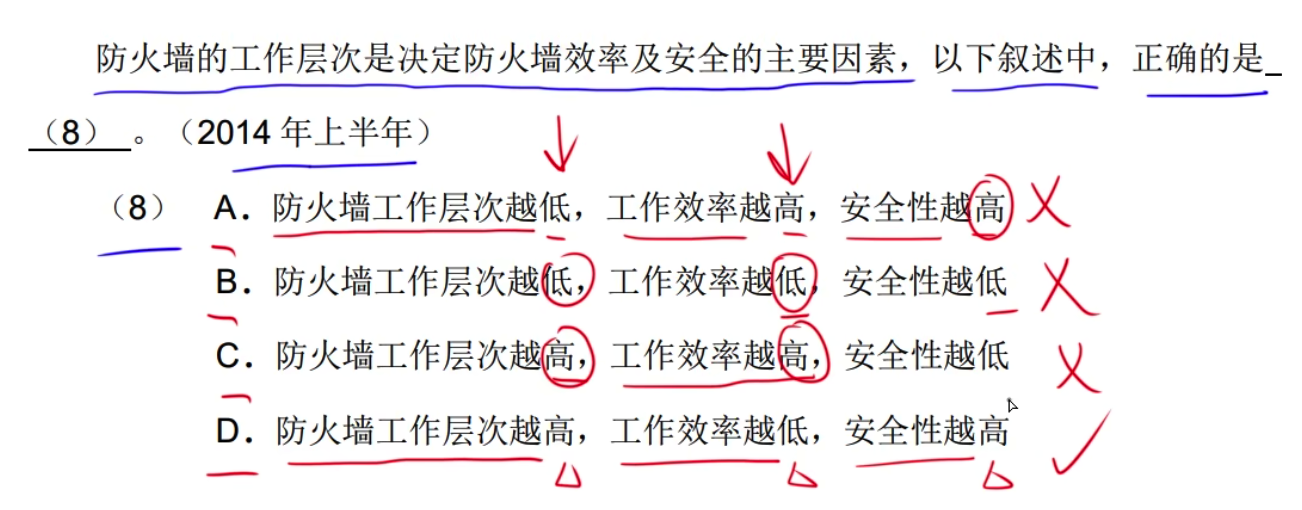 防火墙的工作层次是决定防火墙效率及安全的主要因素，以下叙述中，正确的是_
（8）。（2014 年上半年）
（8） A．防火墙工作层次越低，工作效率越高，安全性越高
B．防火墙工作层次越低，工作效率越低，安全性越低
C．防火墙工作层次越高，工作效率越高，安全性越低
D．防火墙工作层次越高，工作效率越低，安全性越高